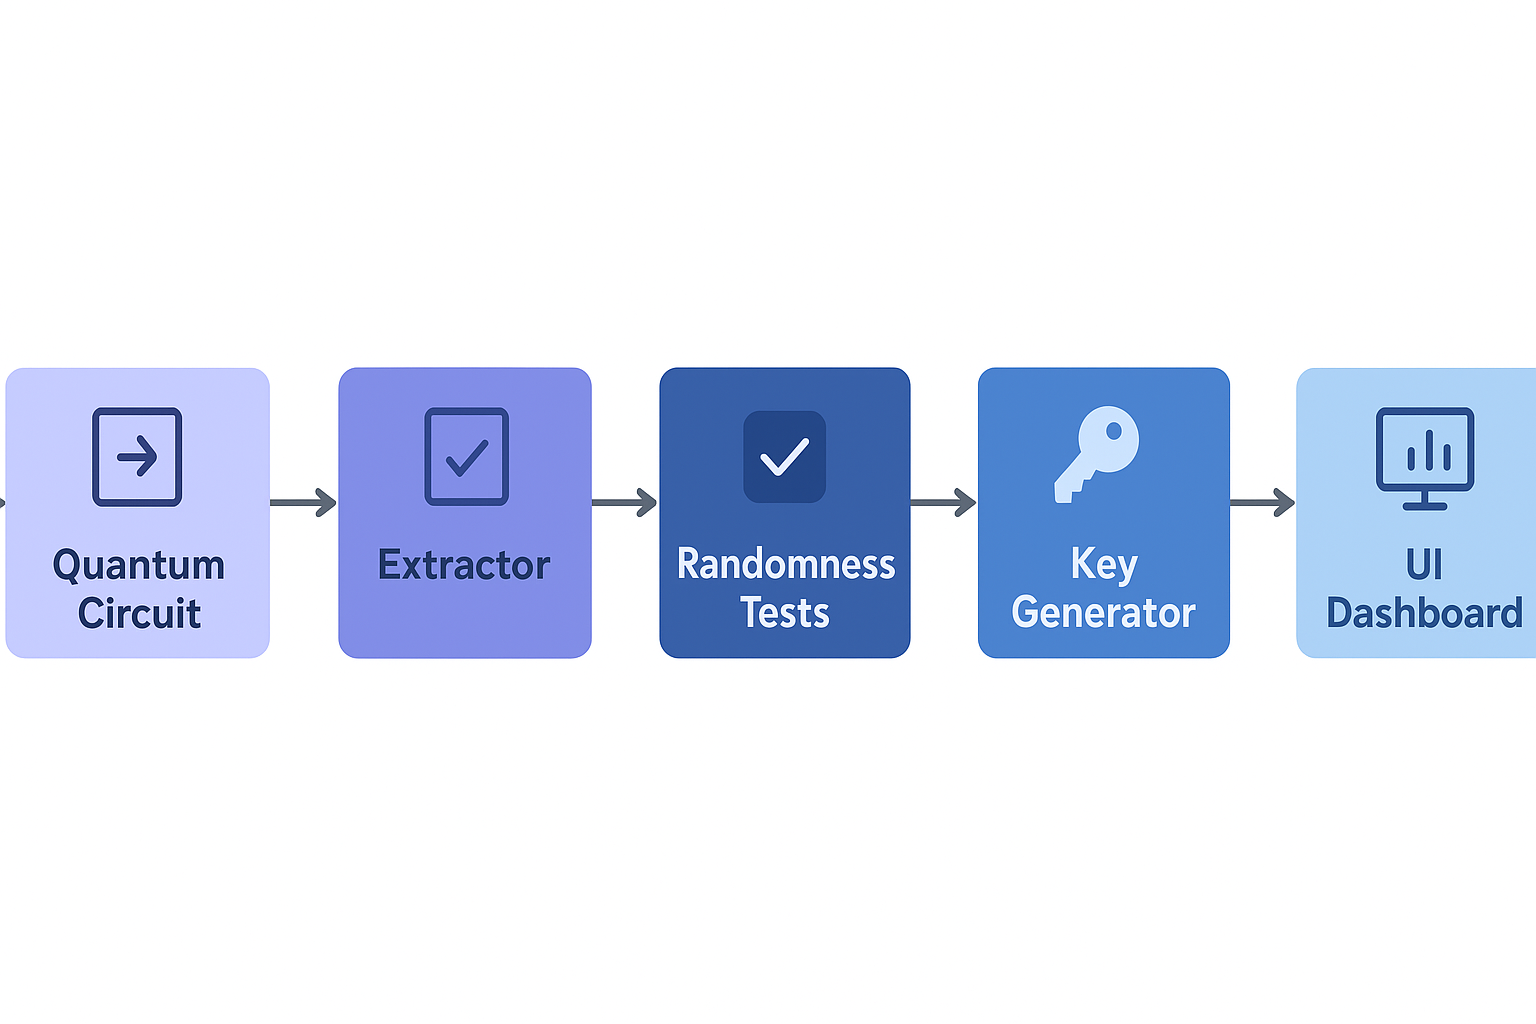 Quantum
Circuit
Extractor
Randomness
Tests
Key
Generator
UI
Dashboard